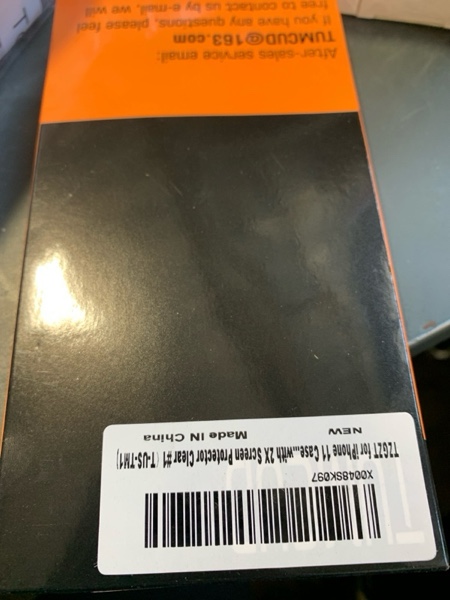 X0048SK097
TZGZT for iPhone 11 Case...with 2X Screen Protector Clear#1 (T-US-TM1)
NEW Made IN China
After-sales service email:
TUMCUD@163.com
If you have any questions, please feel
free to contact us by e-mail, we will